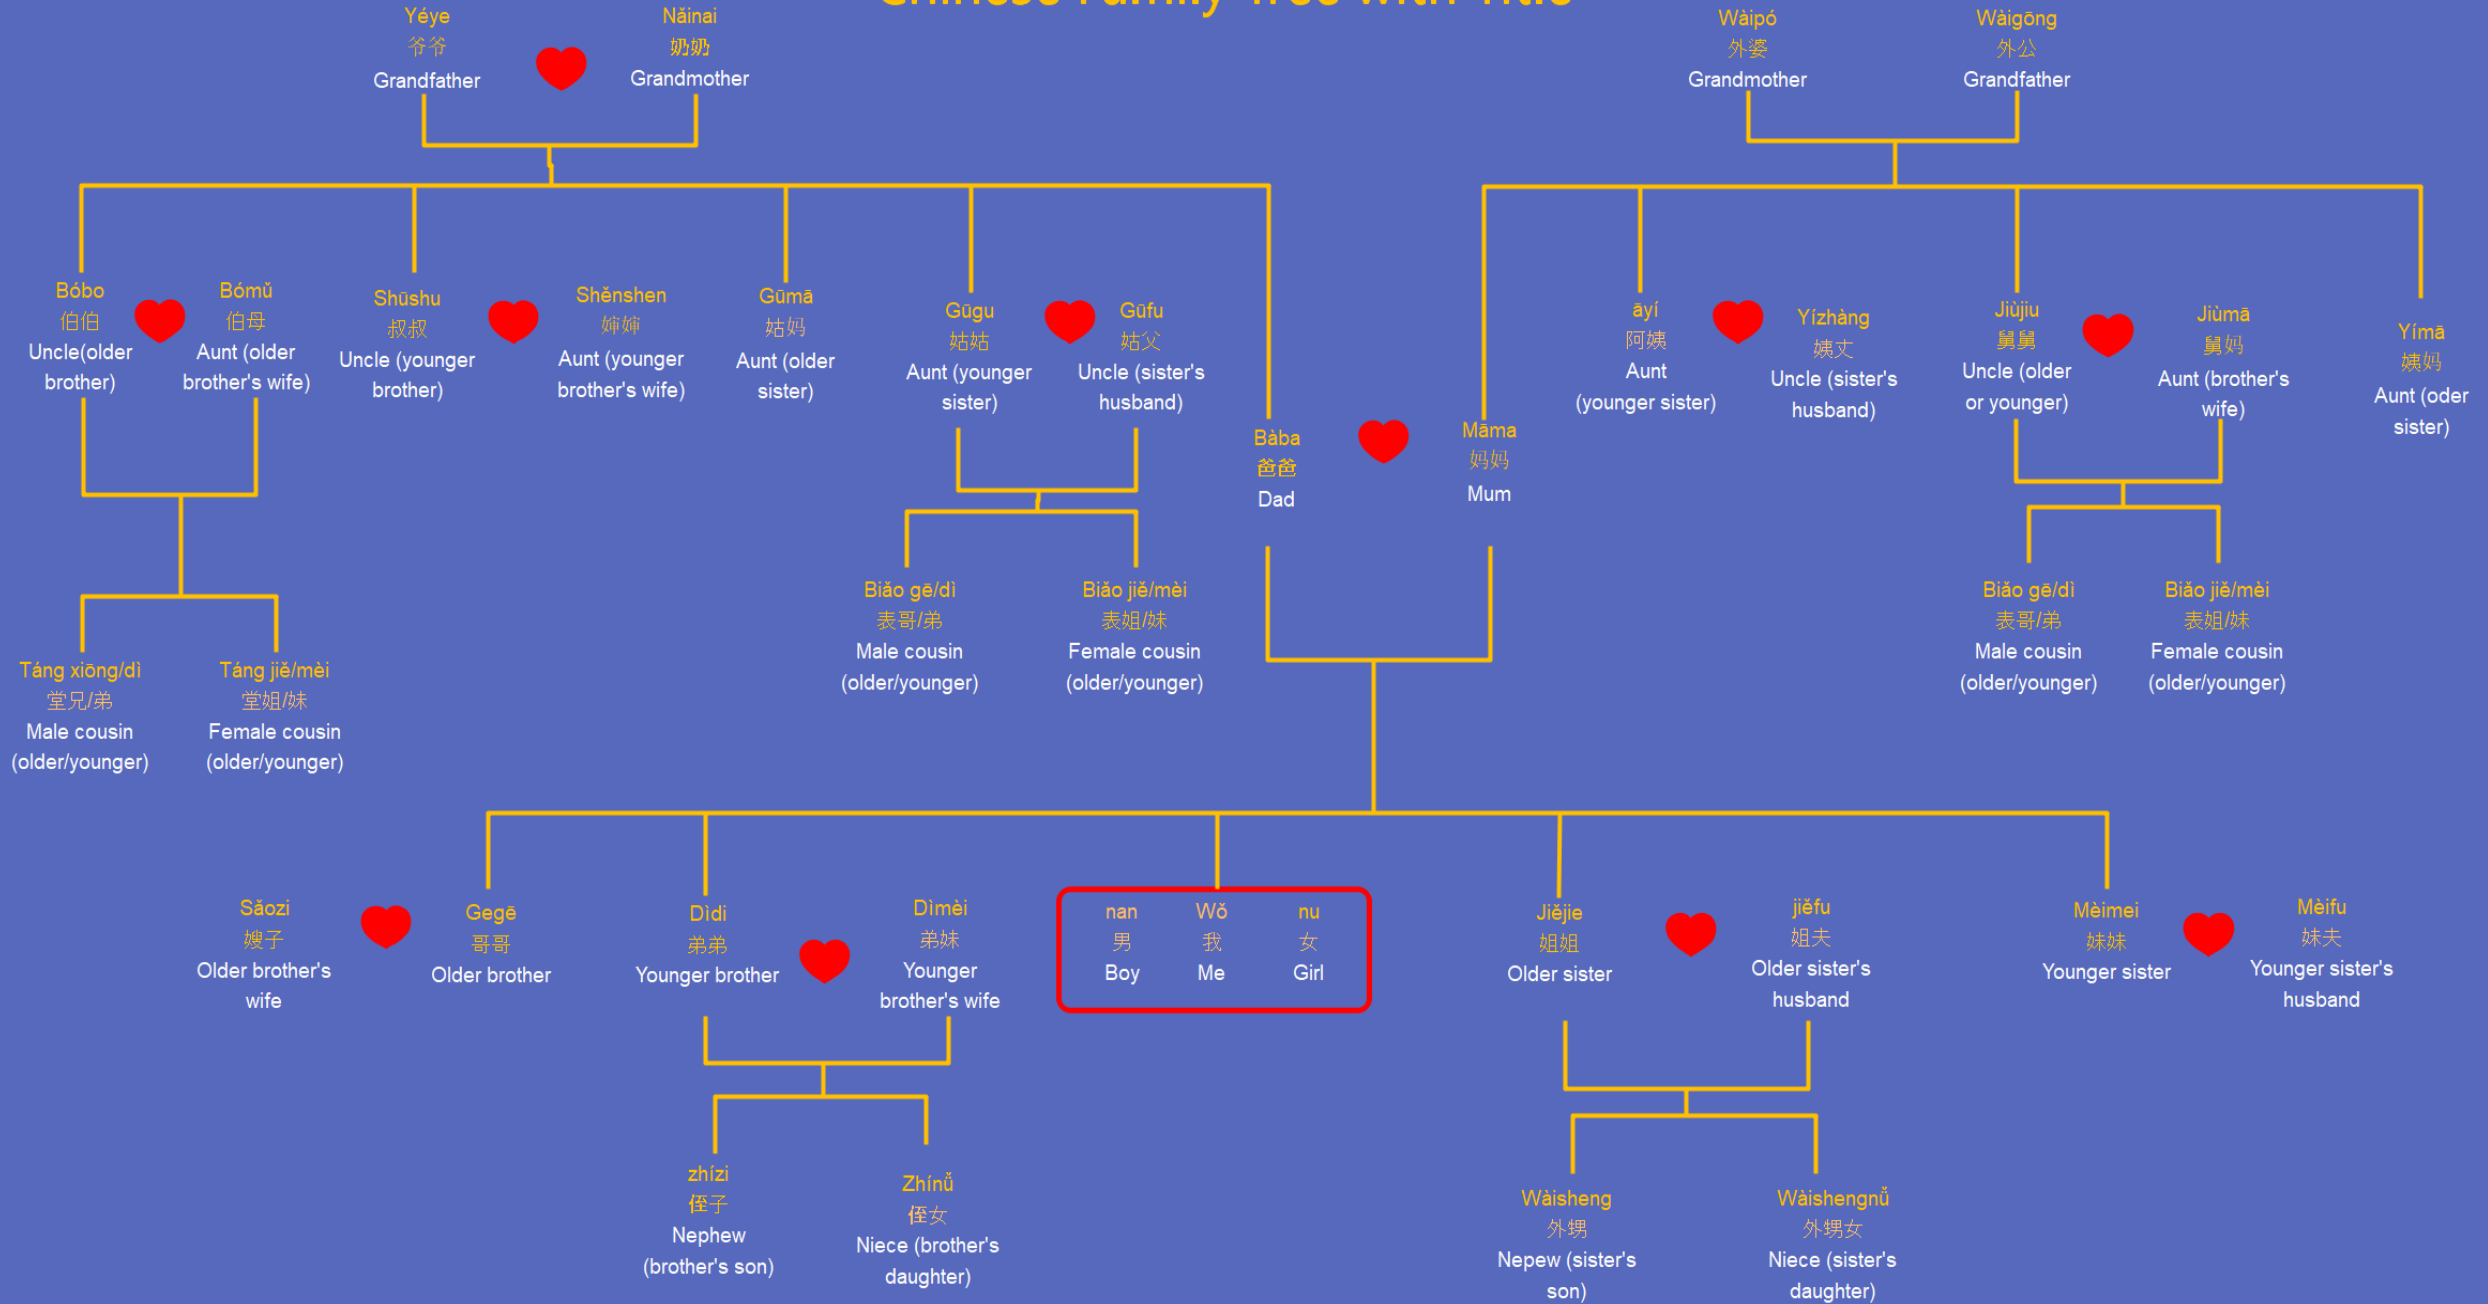 Chinese Family Tree with Title
Yéye
爷爷
Grandfather
Nǎinai
奶奶
Grandmother
Wàipó
外婆
Grandmother
Wàigōng
外公
Grandfather
Bóbo
伯伯
Uncle(older
brother)
Bómǔ
伯母
Aunt (older
brother's wife)
Shūshu
叔叔
Uncle (younger
brother)
Shěnshen
婶婶
Aunt (younger
brother's wife)
Gūmā
姑妈
Aunt (older
sister)
Gūgu
姑姑
Aunt (younger
sister)
Gūfu
姑父
Uncle (sister's
husband)
Bàba
爸爸
Dad
Māma
妈妈
Mum
āyí
阿姨
Aunt
(younger sister)
Yízhàng
姨丈
Uncle (sister's
husband)
Jiùjiu
舅舅
Uncle (older
or younger)
Jiùmā
舅妈
Aunt (brother's
wife)
Yímā
姨妈
Aunt (oder
sister)
Táng xiōng/dì
堂兄/弟
Male cousin
(older/younger)
Táng jiě/mèi
堂姐/妹
Female cousin
(older/younger)
Biǎo gē/dì
表哥/弟
Male cousin
(older/younger)
Biǎo jiě/mèi
表姐/妹
Female cousin
(older/younger)
Biǎo gē/dì
表哥/弟
Male cousin
(older/younger)
Biǎo jiě/mèi
表姐/妹
Female cousin
(older/younger)
Sǎozi
嫂子
Older brother's
wife
Gegē
哥哥
Older brother
Dìdi
弟弟
Younger brother
Dìmèi
弟妹
Younger
brother's wife
nan
男
Boy
Wǒ
我
Me
nu
女
Girl
Jiějie
姐姐
Older sister
jiěfu
姐夫
Older sister's
husband
Mèimei
妹妹
Younger sister
Mèifu
妹夫
Younger sister's
husband
zhízi
侄子
Nephew
(brother's son)
Zhínǚ
侄女
Niece (brother's
daughter)
Wàisheng
外甥
Nepew (sister's
son)
Wàishengnǚ
外甥女
Niece (sister's
daughter)